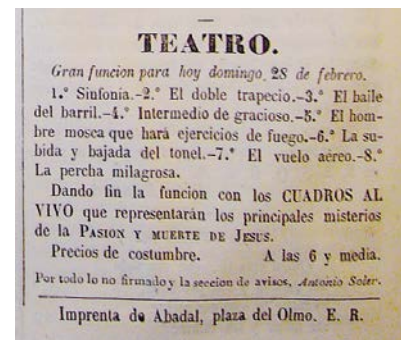 TEATRO.
Gran funcion para hoy domingo 28 de febrero.
1.º Sinfonia.-2.º El doble trapecio.-3.º El baile
del barril.-4.º Intermedio de gracioso.-5.º El hom-
bre mosca que hará ejercicios de fuego.-6.º La su-
bida y bajada del tonel.-7.º El vuelo aéreo.-8.º
La percha milagrosa.
Dando fin la funcion con los CUADROS AL
VIVO que representarán los principales misterios
de la PASION Y MUERTE DE JESUS.
Precios de costumbre. A las 6 y media.
Por todo lo no firmado y la seccion de avisos, Antonio Soler.
Imprenta de Abadal, plaza del Olmo. E. R.